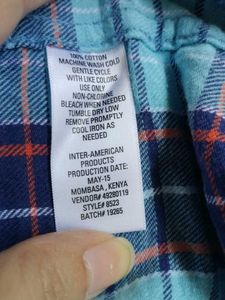 100% COTTON
MACHINE WASH COLD
GENTLE CYCLE
WITH LIKE COLORS
USE ONLY
NON-CHLORINE
BLEACH WHEN NEEDED
TUMBLE DRY LOW
REMOVE PROMPTLY
COOL IRON AS
NEEDED
INTER-AMERICAN
PRODUCTS
PRODUCTION DATE:
MAY-15
MOMBASA, KENYA
VENDOR# 49280119
STYLE# 8523
BATCH# 19265